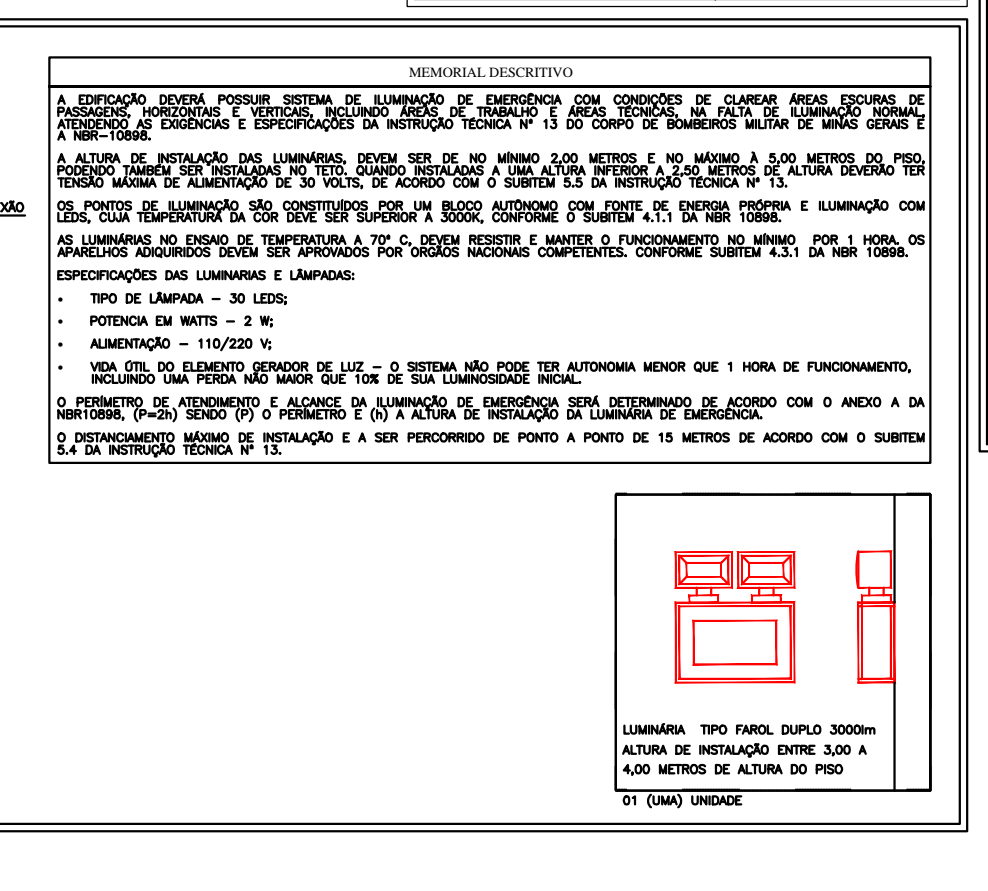 MEMORIAL DESCRITIVO
A EDIFICAÇÃO DEVERÁ POSSUIR SISTEMA DE ILUMINAÇÃO DE EMERGÊNCIA COM CONDIÇÕES DE CLAREAR ÁREAS ESCURAS DE
PASSAGENS, HORIZONTAIS E VERTICAIS, INCLUINDO ÁREAS DE TRABALHO E ÁREAS TÉCNICAS, NA FALTA DE ILUMINAÇÃO NORMAL,
ATENDENDO AS EXIGÊNCIAS E ESPECIFICAÇÕES DA INSTRUÇÃO TÉCNICA N° 13 DO CORPO DE BOMBEIROS MILITAR DE MINAS GERAIS E
A NBR-10898.
A ALTURA DE INSTALAÇÃO DAS LUMINÁRIAS, DEVEM SER DE NO MÍNIMO 2,00 METROS E NO MÁXIMO À 5,00 METROS DO PISO,
PODENDO TAMBÉM SER INSTALADAS NO TETO. QUANDO INSTALADAS A UMA ALTURA INFERIOR A 2,50 METROS DE ALTURA DEVERÃO TER
TENSÃO MÁXIMA DE ALIMENTAÇÃO DE 30 VOLTS, DE ACORDO COM O SUBITEM 5.5 DA INSTRUÇÃO TÉCNICA N° 13.
XÃO
OS PONTOS DE ILUMINAÇÃO SÃO CONSTITUÍDOS POR UM BLOCO AUTÔNOMO COM FONTE DE ENERGIA PRÓPRIA E ILUMINAÇÃO COM
LEDS, CUJA TEMPERATURA DA COR DEVE SER SUPERIOR A 3000K, CONFORME O SUBITEM 4.1.1 DA NBR 10898.
AS LUMINÁRIAS NO ENSAIO DE TEMPERATURA A 70° C, DEVEM RESISTIR E MANTER O FUNCIONAMENTO NO MÍNIMO POR 1 HORA. OS
APARELHOS ADIQUIRIDOS DEVEM SER APROVADOS POR ORGÃOS NACIONAIS COMPETENTES. CONFORME SUBITEM 4.3.1 DA NBR 10898.
ESPECIFICAÇÕES DAS LUMINARIAS E LÂMPADAS:
• TIPO DE LÂMPADA – 30 LEDS;
• POTENCIA EM WATTS – 2 W;
• ALIMENTAÇÃO – 110/220 V;
• VIDA ÚTIL DO ELEMENTO GERADOR DE LUZ – O SISTEMA NÃO PODE TER AUTONOMIA MENOR QUE 1 HORA DE FUNCIONAMENTO,
INCLUINDO UMA PERDA NÃO MAIOR QUE 10% DE SUA LUMINOSIDADE INICIAL.
O PERÍMETRO DE ATENDIMENTO E ALCANCE DA ILUMINAÇÃO DE EMERGÊNCIA SERÁ DETERMINADO DE ACORDO COM O ANEXO A DA
NBR10898, (P=2h) SENDO (P) O PERÍMETRO E (h) A ALTURA DE INSTALAÇÃO DA LUMINÁRIA DE EMERGÊNCIA.
O DISTANCIAMENTO MÁXIMO DE INSTALAÇÃO E A SER PERCORRIDO DE PONTO A PONTO DE 15 METROS DE ACORDO COM O SUBITEM
5.4 DA INSTRUÇÃO TÉCNICA N° 13.
LUMINÁRIA TIPO FAROL DUPLO 3000lm
ALTURA DE INSTALAÇÃO ENTRE 3,00 A
4,00 METROS DE ALTURA DO PISO
01 (UMA) UNIDADE